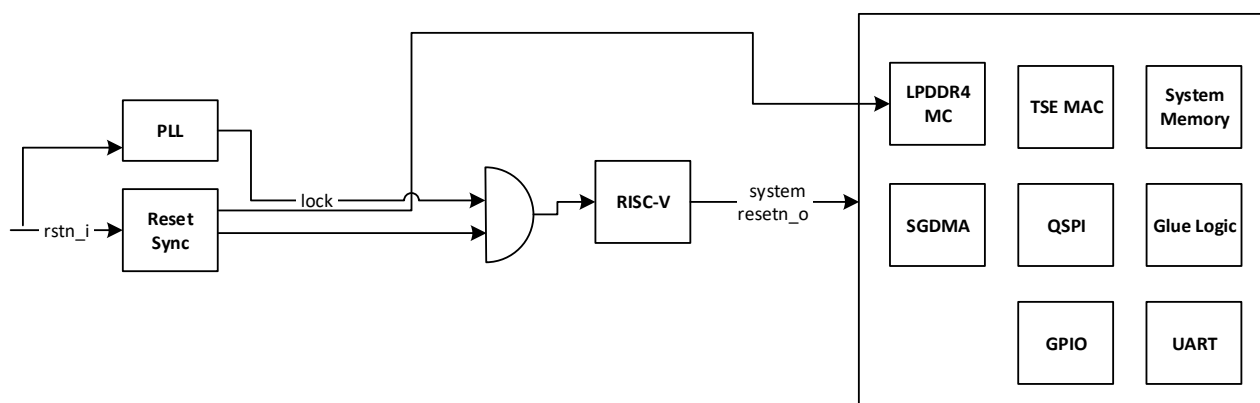 PLL
lock
rstn_i
Reset
Sync
RISC-V
system
resetn_o
LPDDR4
MC
TSE MAC
System
Memory
SGDMA
QSPI
Glue Logic
GPIO
UART